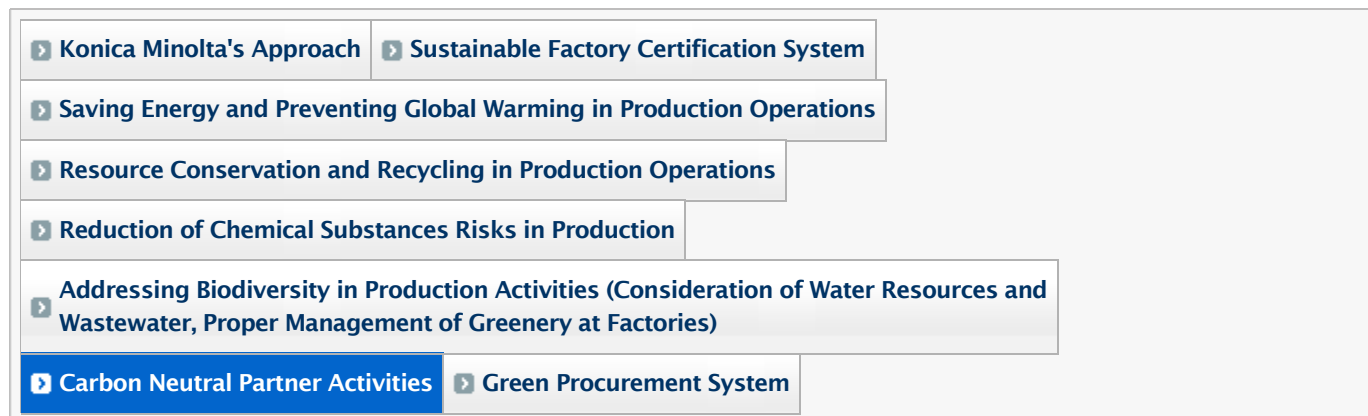 Konica Minolta's Approach Sustainable Factory Certification System
Saving Energy and Preventing Global Warming in Production Operations
Resource Conservation and Recycling in Production Operations
Reduction of Chemical Substances Risks in Production
Addressing Biodiversity in Production Activities (Consideration of Water Resources and
Wastewater, Proper Management of Greenery at Factories)
Carbon Neutral Partner Activities Green Procurement System